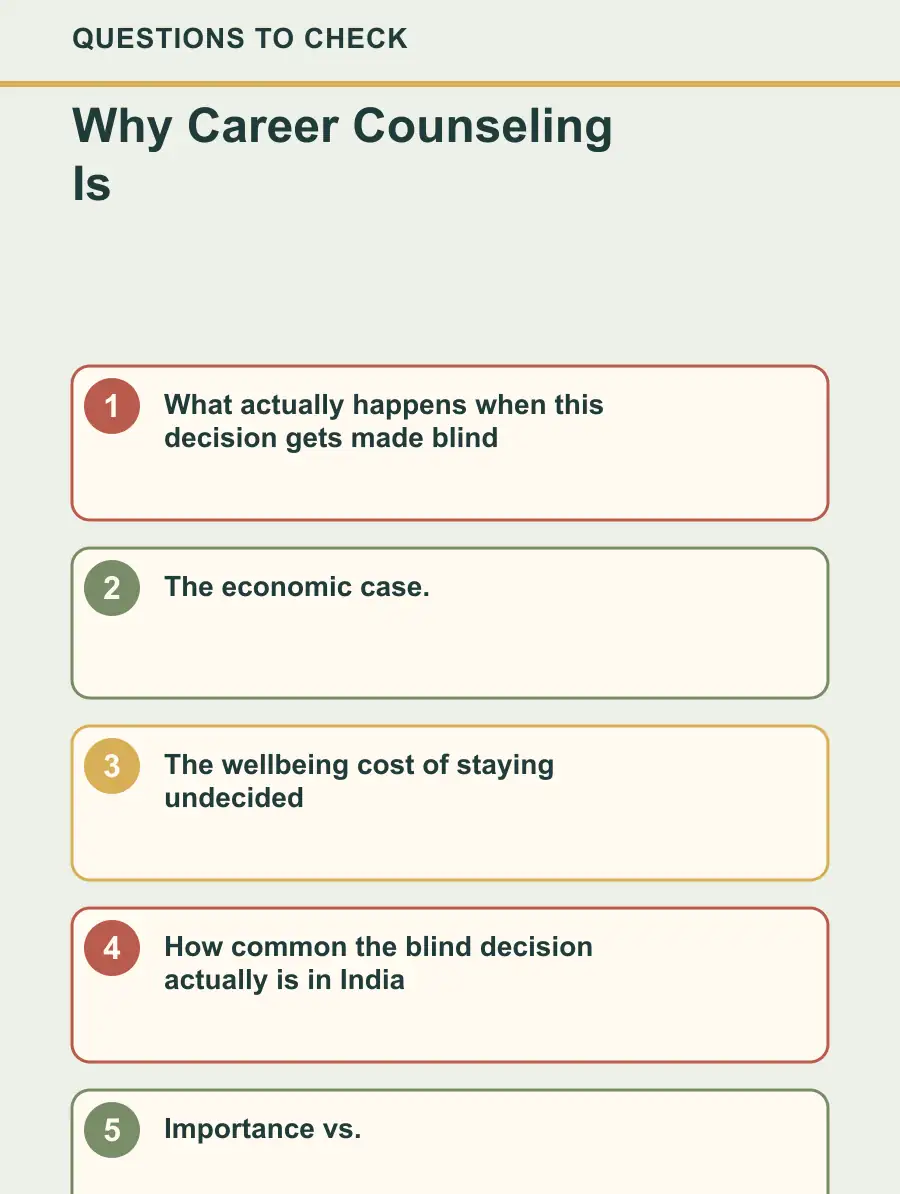 QUESTIONS TO CHECK
Why Career Counseling
Is
1
What actually happens when this
decision gets made blind
2
The economic case.
3
The wellbeing cost of staying
undecided
4
How common the blind decision
actually is in India
5
Importance vs.